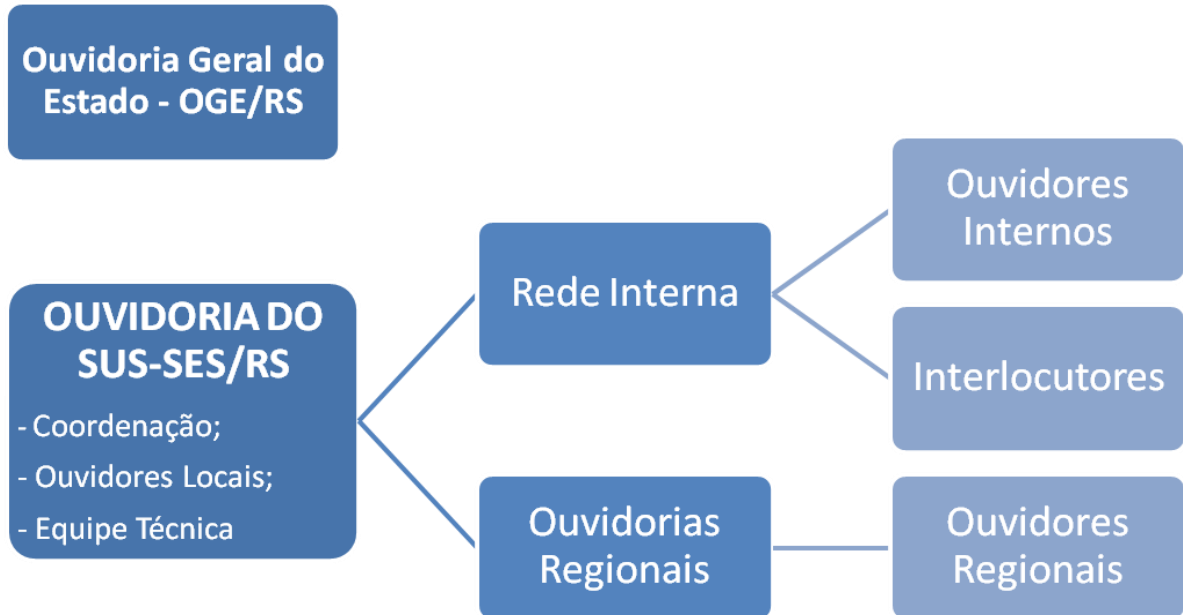 Ouvidoria Geral do
Estado - OGE/RS
OUVIDORIA DO
SUS-SES/RS
- Coordenação;
- Ouvidores Locais;
- Equipe Técnica
Rede Interna
Ouvidorias
Regionais
Ouvidores
Internos
Interlocutores
Ouvidores
Regionais